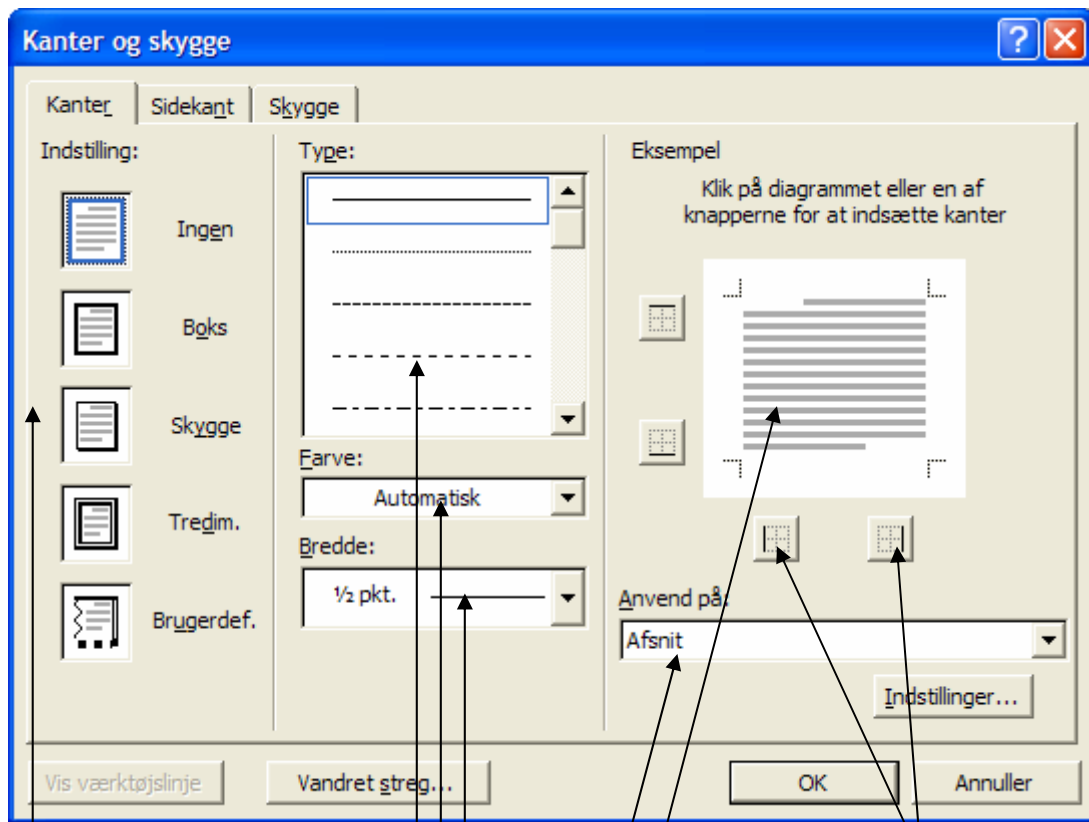 Kanter og skygge
Kanter Sidekant Skygge
Indstilling:
Ingen
Boks
Skygge
Tredim.
Brugerdef.
Type:
Farve:
Automatisk
Bredde:
½ pkt.
Eksempel
Klik på diagrammet eller en af
knapperne for at indsætte kanter
Anvend på:
Afsnit
Indstillinger...
Vis værktøjslinje Vandret streg... OK Annuller